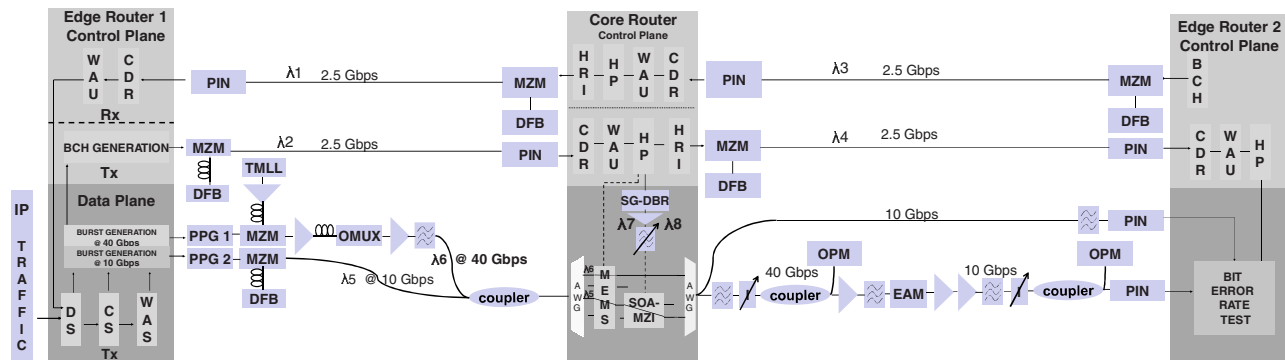 Edge Router 1
Control Plane
W
A
U
C
D
R
Rx
BCH GENERATION
Tx
Data Plane
BURST GENERATION
@ 40 Gbps
BURST GENERATION
@ 10 Gbps
IP
T
R
A
F
F
I
C
D
S
C
S
W
A
S
Tx
PIN
λ1
2.5 Gbps
MZM
DFB
MZM
λ2
2.5 Gbps
PIN
DFB
TMLL
PPG 1
MZM
OMUX
PPG 2
MZM
DFB
λ6 @ 40 Gbps
λ5 @ 10 Gbps
coupler
Core Router
Control Plane
H
R
I
H
P
W
A
U
C
D
R
C
D
R
W
A
U
H
P
H
R
I
SG-DBR
λ7
λ8
A
W
G
λ6
λ5
M
E
M
S
SOA-
MZI
A
W
G
PIN
λ3
2.5 Gbps
MZM
DFB
MZM
λ4
2.5 Gbps
PIN
DFB
10 Gbps
PIN
I
40 Gbps
coupler
OPM
EAM
10 Gbps
I
coupler
OPM
PIN
Edge Router 2
Control Plane
B
C
H
C
D
R
W
A
U
H
P
BIT
ERROR
RATE
TEST